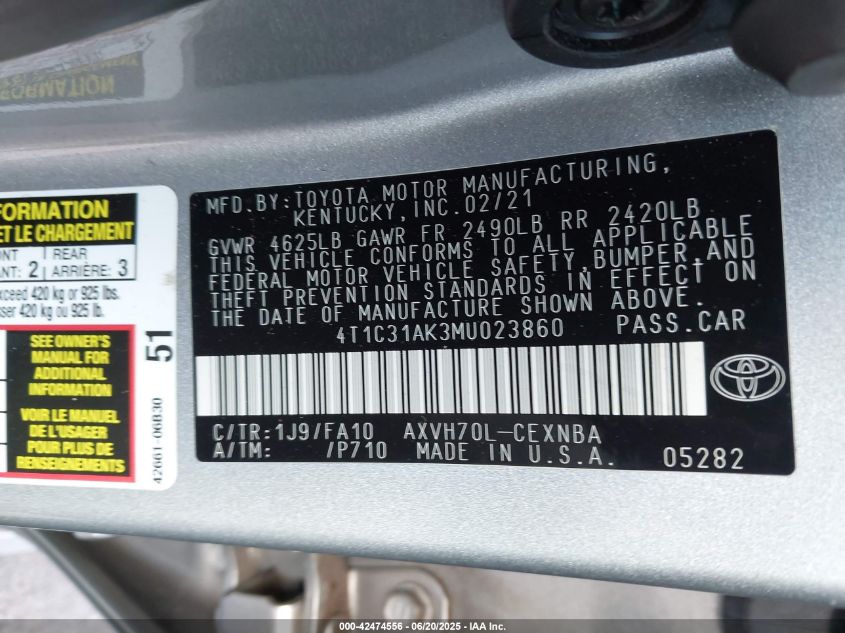 MFD. BY: TOYOTA MOTOR MANUFACTURING,
KENTUCKY, INC. 02/21
GVWR 4625LB GAWR FR 2490LB RR 2420LB
THIS VEHICLE CONFORMS TO ALL APPLICABLE
FEDERAL MOTOR VEHICLE SAFETY, BUMPER, AND
THEFT PREVENTION STANDARDS IN EFFECT ON
THE DATE OF MANUFACTURE SHOWN ABOVE.
4T1C31AK3MU023860 PASS.CAR
C/TR: 1J9/FA10 AXVH70L-CEXNBA
A/TM: /P710 MADE IN U.S.A. 05282
FORMATION
ET LE CHARGEMENT
REAR
2 ARRIÈRE: 3
exceed 420 kg or 925 lbs.
420 kg ou 925 lb.
SEE OWNER'S
MANUAL FOR
ADDITIONAL
INFORMATION
VOIR LE MANUEL
DE L'USAGER
POUR PLUS DE
RENSEIGNEMENTS
51
42661-06B30
000-42474556 - 06/20/2025 - IAA Inc.